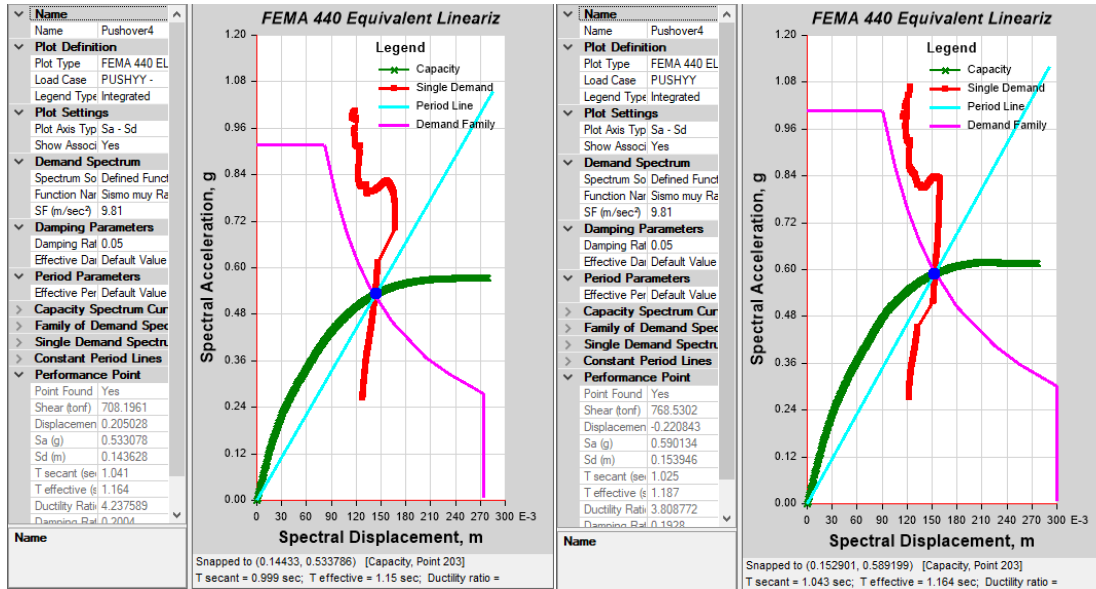 Name
Name Pushover4
Plot Definition
Plot Type FEMA 440 EL
Load Case PUSHYY -
Legend Type Integrated
Plot Settings
Plot Axis Typ Sa - Sd
Show Associ Yes
Demand Spectrum
Spectrum So Defined Funct
Function Nar Sismo muy Ra
SF (m/sec²) 9.81
Damping Parameters
Damping Rat 0.05
Effective Dar Default Value
Period Parameters
Effective Per Default Value
Capacity Spectrum Cur
Family of Demand Spec
Single Demand Spectru
Constant Period Lines
Performance Point
Point Found Yes
Shear (tonf) 708.1961
Displacemen 0.205028
Sa (g) 0.533078
Sd (m) 0.143628
T secant (sec 1.041
T effective (s 1.164
Ductility Ratio 4.237589
Damping Rat 0.2004
Name
FEMA 440 Equivalent Lineariz
Legend
Capacity
Single Demand
Period Line
Demand Family
Spectral Acceleration, g
1.20
1.08
0.96
0.84
0.72
0.60
0.48
0.36
0.24
0.12
0.00
0 30 60 90 120 150 180 210 240 270 300 E-3
Spectral Displacement, m
Snapped to (0.14433, 0.533786) [Capacity, Point 203]
T secant = 0.999 sec; T effective = 1.15 sec; Ductility ratio =
Name
Name Pushover4
Plot Definition
Plot Type FEMA 440 EL
Load Case PUSHYY
Legend Type Integrated
Plot Settings
Plot Axis Typ Sa - Sd
Show Associ Yes
Demand Spectrum
Spectrum So Defined Funct
Function Nar Sismo muy Ra
SF (m/sec²) 9.81
Damping Parameters
Damping Rat 0.05
Effective Dar Default Value
Period Parameters
Effective Per Default Value
Capacity Spectrum Cur
Family of Demand Spec
Single Demand Spectru
Constant Period Lines
Performance Point
Point Found Yes
Shear (tonf) 768.5302
Displacemen -0.220843
Sa (g) 0.590134
Sd (m) 0.153946
T secant (sec 1.025
T effective (s 1.187
Ductility Ratio 3.808772
Damping Rat 0.1928
Name
FEMA 440 Equivalent Lineariz
Legend
Capacity
Single Demand
Period Line
Demand Family
Spectral Acceleration, g
1.20
1.08
0.96
0.84
0.72
0.60
0.48
0.36
0.24
0.12
0.00
0 30 60 90 120 150 180 210 240 270 300 E-3
Spectral Displacement, m
Snapped to (0.152901, 0.589199) [Capacity, Point 203]
T secant = 1.043 sec; T effective = 1.164 sec; Ductility ratio =